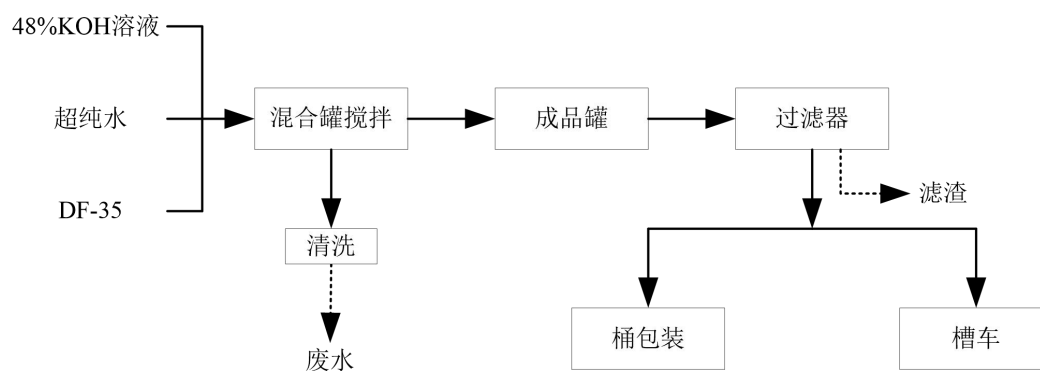 48%KOH溶液
超纯水
DF-35
混合罐搅拌
成品罐
过滤器
滤渣
清洗
废水
桶包装
槽车